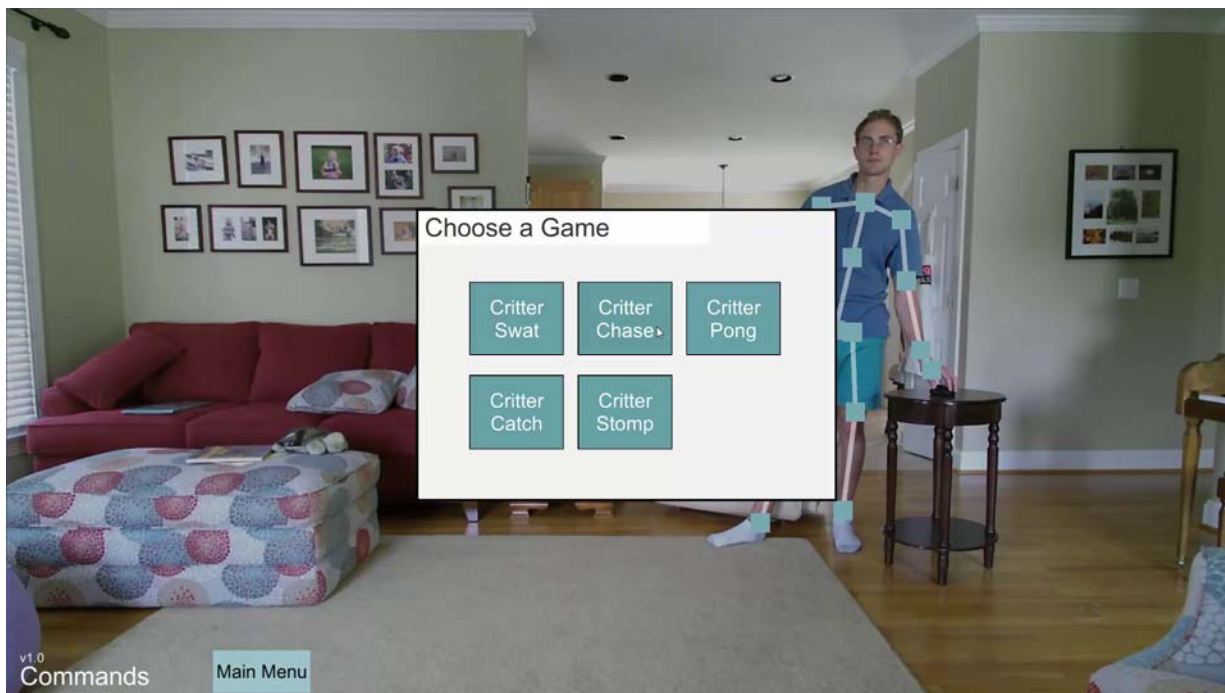 Choose a Game
Critter
Swat
Critter
Chase
Critter
Pong
Critter
Catch
Critter
Stomp
v1.0
Commands
Main Menu